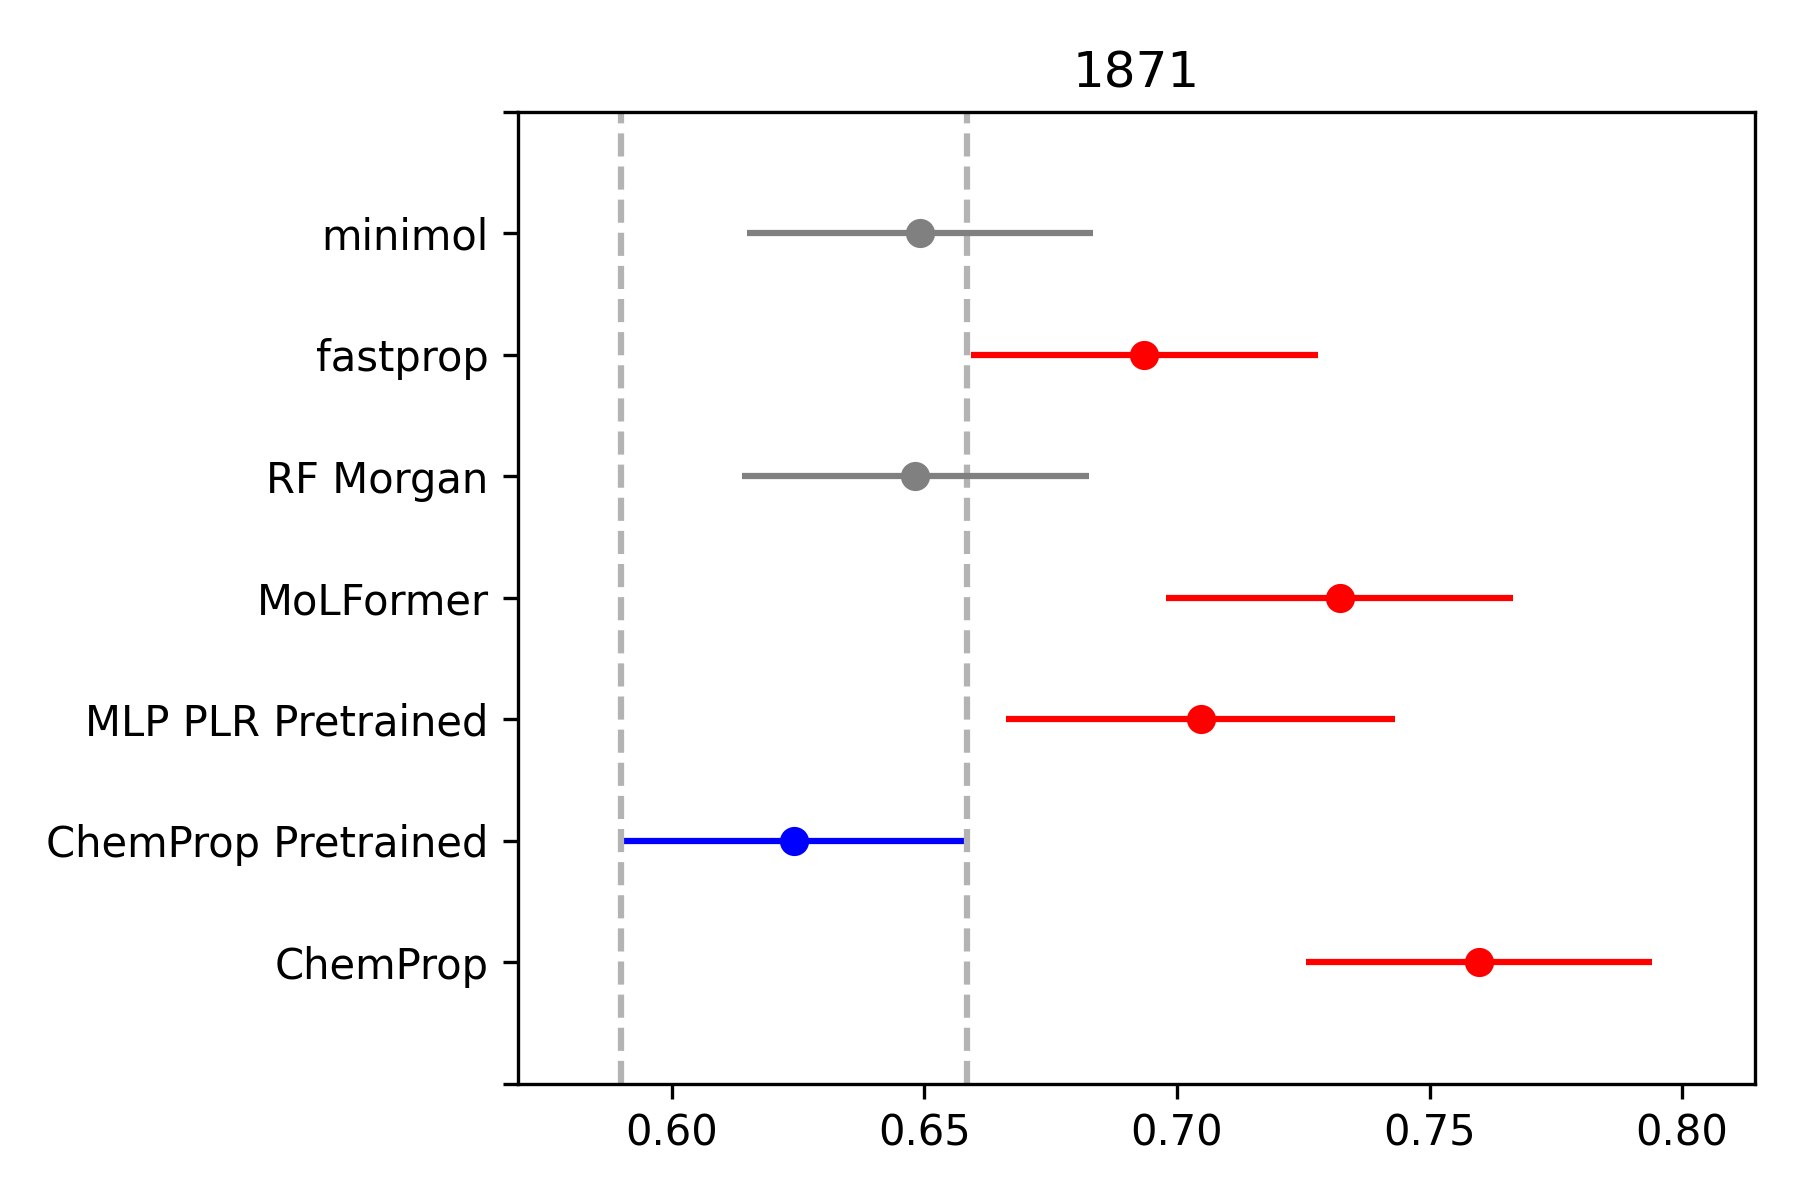 1871
minimol
fastprop
RF Morgan
MoLFormer
MLP PLR Pretrained
ChemProp Pretrained
ChemProp
0.60 0.65 0.70 0.75 0.80